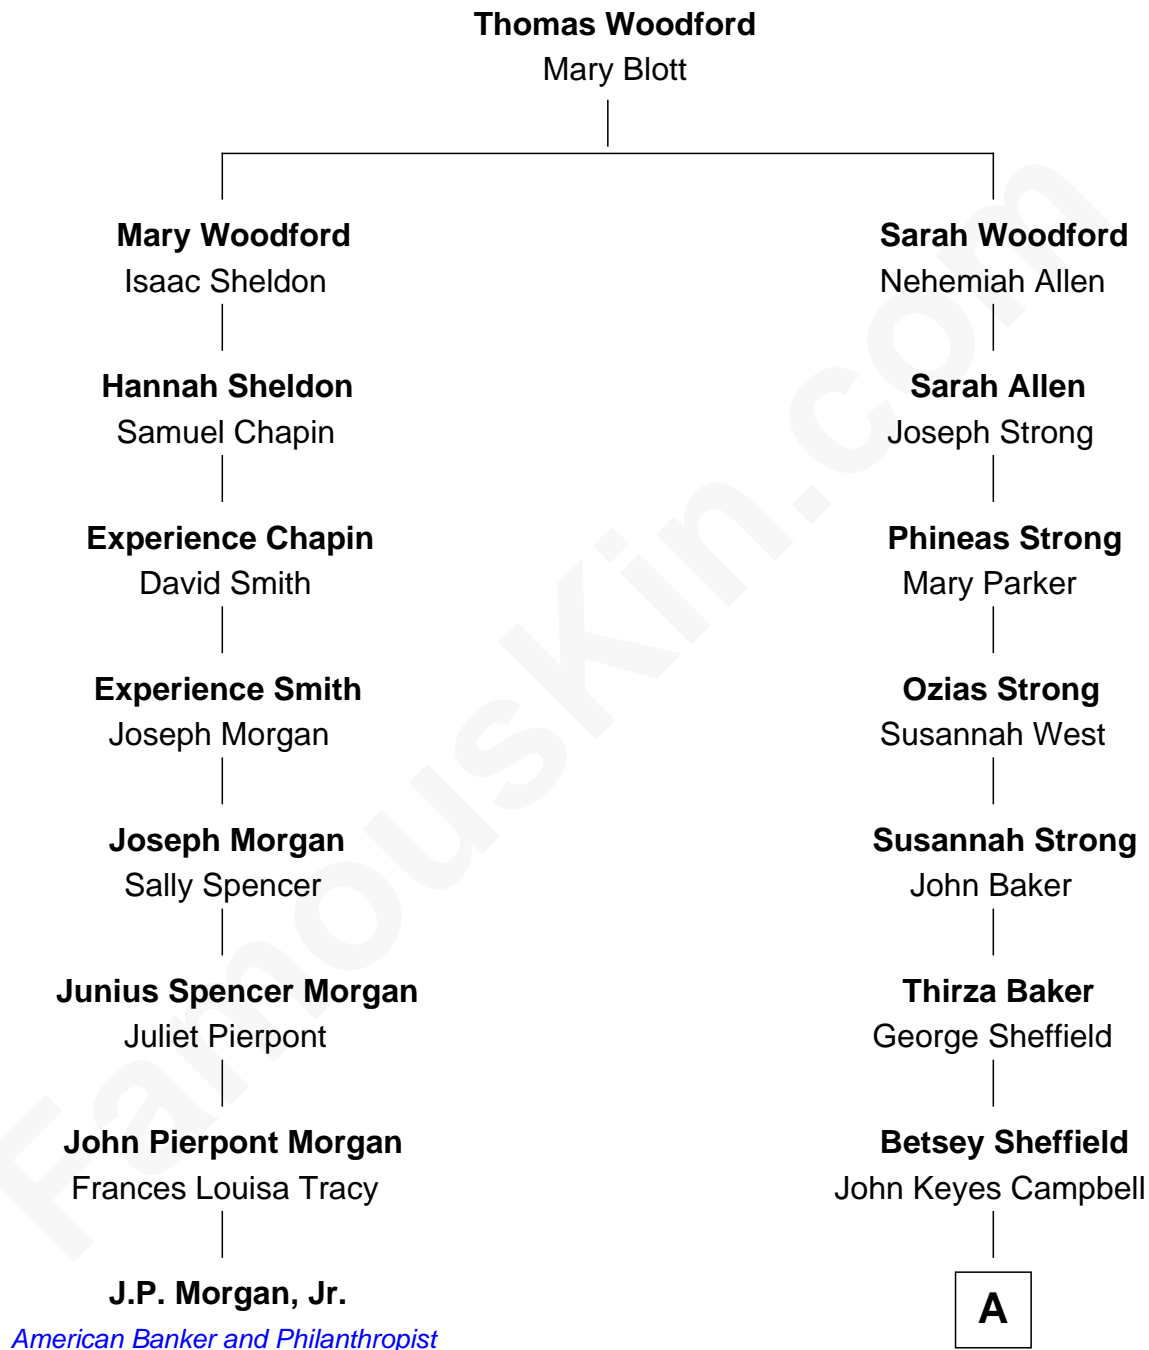 Thomas Woodford
Mary Blott
Mary Woodford
Isaac Sheldon
Sarah Woodford
Nehemiah Allen
Hannah Sheldon
Samuel Chapin
Sarah Allen
Joseph Strong
Experience Chapin
David Smith
Phineas Strong
Mary Parker
Experience Smith
Joseph Morgan
Ozias Strong
Susannah West
Joseph Morgan
Sally Spencer
Susannah Strong
John Baker
Junius Spencer Morgan
Juliet Pierpont
Thirza Baker
George Sheffield
John Pierpont Morgan
Frances Louisa Tracy
Betsey Sheffield
John Keyes Campbell
J.P. Morgan, Jr.
American Banker and Philanthropist
A
FamousKin.com